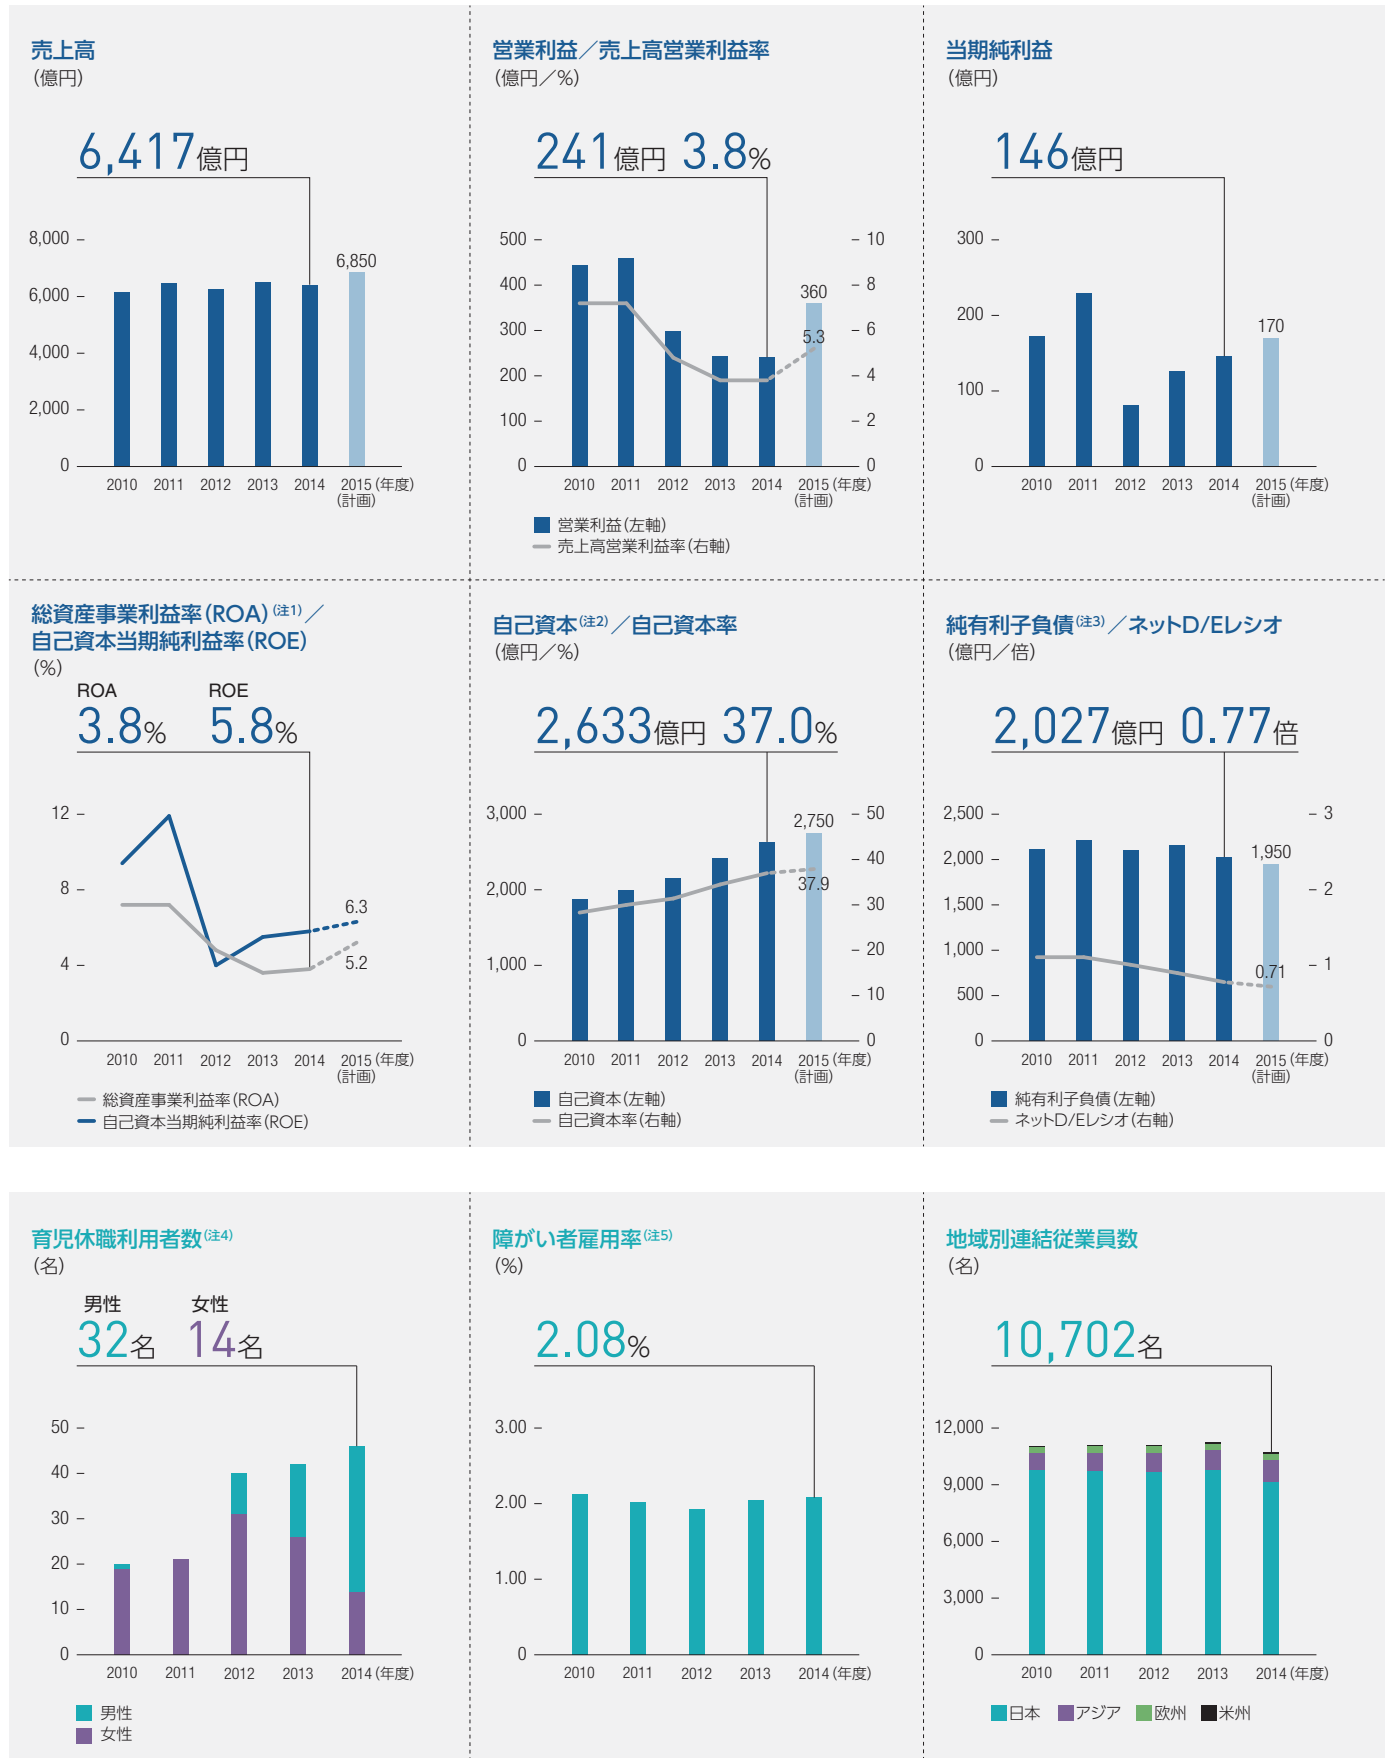 売上高
（億円）
6,417億円
8,000
6,000
4,000
2,000
0
6,850
2010 2011 2012 2013 2014 2015（年度）
（計画）
営業利益／売上高営業利益率
（億円／%）
241億円 3.8%
500
400
300
200
100
0
10
8
6
4
2
0
360
5.3
2010 2011 2012 2013 2014 2015（年度）
（計画）
営業利益（左軸）
売上高営業利益率（右軸）
当期純利益
（億円）
146億円
300
200
100
0
170
2010 2011 2012 2013 2014 2015（年度）
（計画）
総資産事業利益率（ROA）（注1）／
自己資本当期純利益率（ROE）
（%）
ROA ROE
3.8% 5.8%
12
8
4
0
6.3
5.2
2010 2011 2012 2013 2014 2015（年度）
（計画）
総資産事業利益率（ROA）
自己資本当期純利益率（ROE）
自己資本（注2）／自己資本率
（億円／%）
2,633億円 37.0%
3,000
2,000
1,000
0
50
40
30
20
10
0
2,750
37.9
2010 2011 2012 2013 2014 2015（年度）
（計画）
自己資本（左軸）
自己資本率（右軸）
純有利子負債（注3）／ネットD/Eレシオ
（億円／倍）
2,027億円 0.77倍
2,500
2,000
1,500
1,000
500
0
3
2
1
0
1,950
0.71
2010 2011 2012 2013 2014 2015（年度）
（計画）
純有利子負債（左軸）
ネットD/Eレシオ（右軸）
育児休職利用者数（注4）
（名）
男性 女性
32名 14名
50
40
30
20
10
0
2010 2011 2012 2013 2014（年度）
男性
女性
障がい者雇用率（注5）
（%）
2.08%
3.00
2.00
1.00
0
2010 2011 2012 2013 2014（年度）
地域別連結従業員数
（名）
10,702名
12,000
9,000
6,000
3,000
0
2010 2011 2012 2013 2014（年度）
日本 アジア 欧州 米州